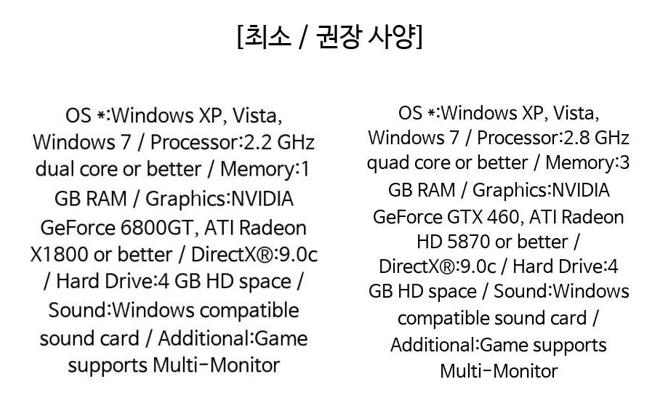 [최소 / 권장 사양]
OS *:Windows XP, Vista,
Windows 7 / Processor:2.2 GHz
dual core or better / Memory:1
GB RAM / Graphics:NVIDIA
GeForce 6800GT, ATI Radeon
X1800 or better / DirectX®:9.0c
/ Hard Drive:4 GB HD space /
Sound:Windows compatible
sound card / Additional:Game
supports Multi-Monitor
OS *:Windows XP, Vista,
Windows 7 / Processor:2.8 GHz
quad core or better / Memory:3
GB RAM / Graphics:NVIDIA
GeForce GTX 460, ATI Radeon
HD 5870 or better /
DirectX®:9.0c / Hard Drive:4
GB HD space / Sound:Windows
compatible sound card /
Additional:Game supports
Multi-Monitor